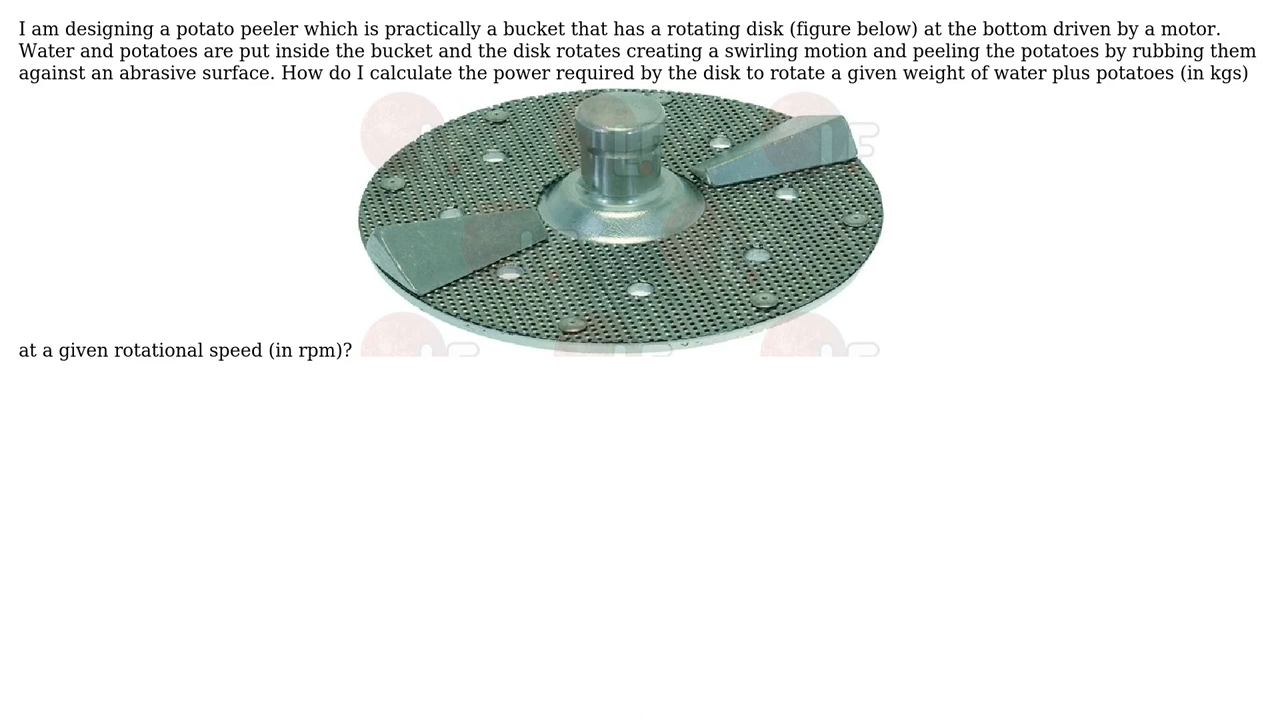 I am designing a potato peeler which is practically a bucket that has a rotating disk (figure below) at the bottom driven by a motor.
Water and potatoes are put inside the bucket and the disk rotates creating a swirling motion and peeling the potatoes by rubbing them
against an abrasive surface. How do I calculate the power required by the disk to rotate a given weight of water plus potatoes (in kgs)
at a given rotational speed (in rpm)?